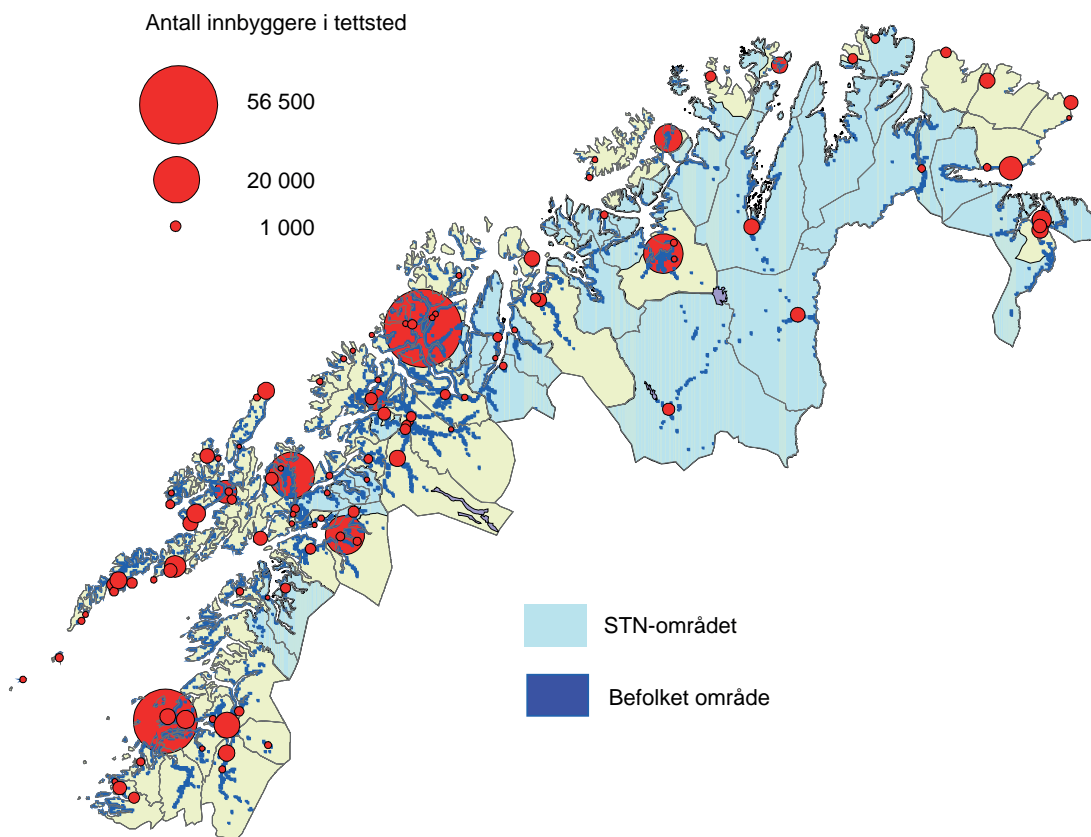 Antall innbyggere i tettsted
56 500
20 000
1 000
STN-området
Befolket område